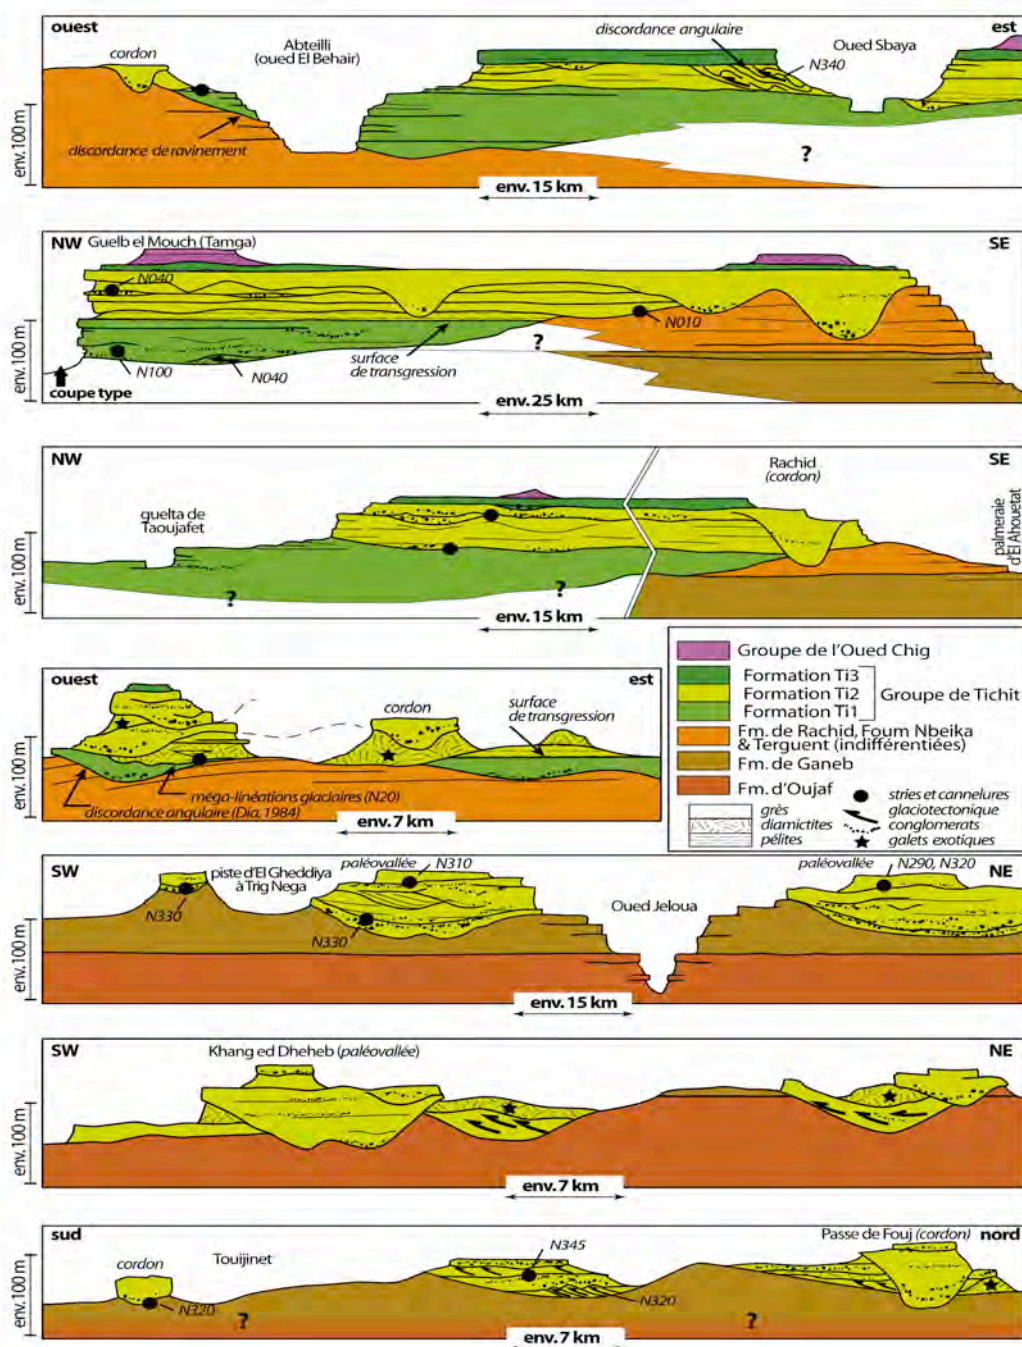 ouest
est
cordon
Abteilli
(oued El Behair)
discordance angulaire
Oued Sbaya
N340
discordance de ravinement
?
env. 100 m
env. 15 km
NW
SE
Guelb el Mouch (Tamga)
N040
N010
?
surface
de transgression
N100
N040
coupe type
env. 100 m
env. 25 km
NW
SE
Rachid
(cordon)
guelta de
Taoujafet
palmeraie
d'El Ahouetat
?
?
env. 100 m
env. 15 km
Groupe de l'Oued Chig
Formation Ti3
Formation Ti2
Formation Ti1
Groupe de Tichit
Fm. de Rachid, Foum Nbeika
& Terguent (indifférentiées)
Fm. de Ganeb
Fm. d'Oujaf
grès
diamictites
pélites
stries et cannelures
glaciotectonique
conglomerats
galets exotiques
ouest
est
cordon
surface
de transgression
méga-linéations glaciaires (N20)
discordance angulaire (Dia, 1984)
env. 100 m
env. 7 km
SW
NE
piste d'El Gheddiya
à Trig Nega
paléovallée
N310
paléovallée
N290, N320
Oued Jeloua
N330
N330
env. 100 m
env. 15 km
SW
NE
Khang ed Dheheb (paléovallée)
env. 100 m
env. 7 km
sud
nord
cordon
Touijinet
N345
Passe de Fouj (cordon)
N320
N320
?
?
env. 100 m
env. 7 km